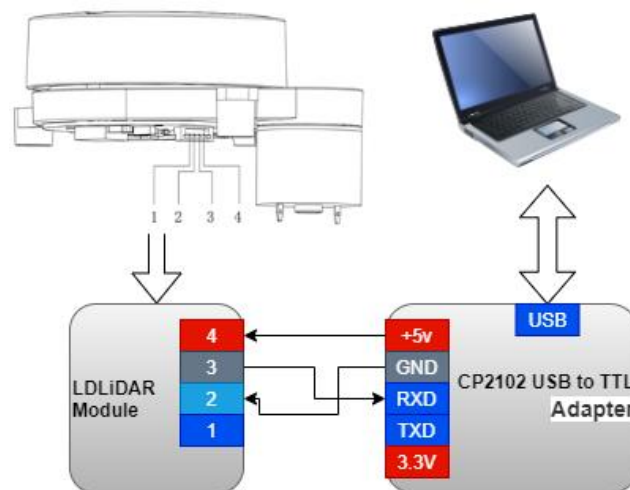 1 2 3 4
USB
LDLiDAR
Module
4
3
2
1
+5v
GND
RXD
TXD
3.3V
CP2102 USB to TTL
Adapter